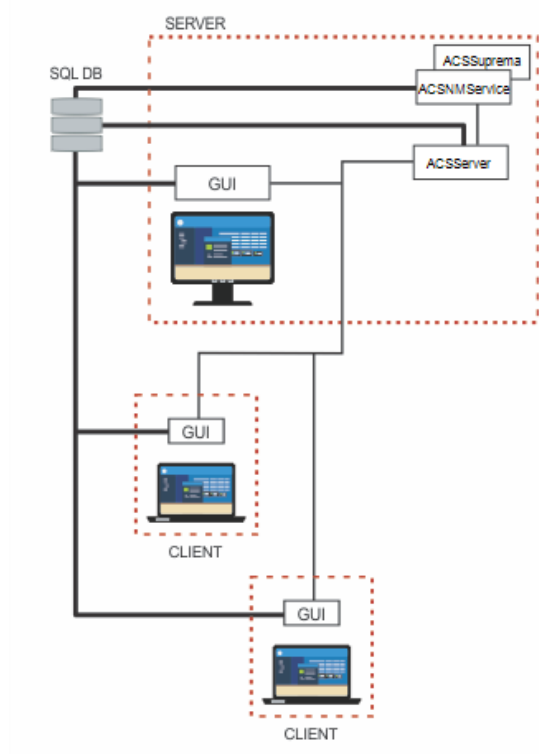 SERVER
SQL DB
ACSSuprema
ACSNMService
ACSServer
GUI
GUI
CLIENT
GUI
CLIENT